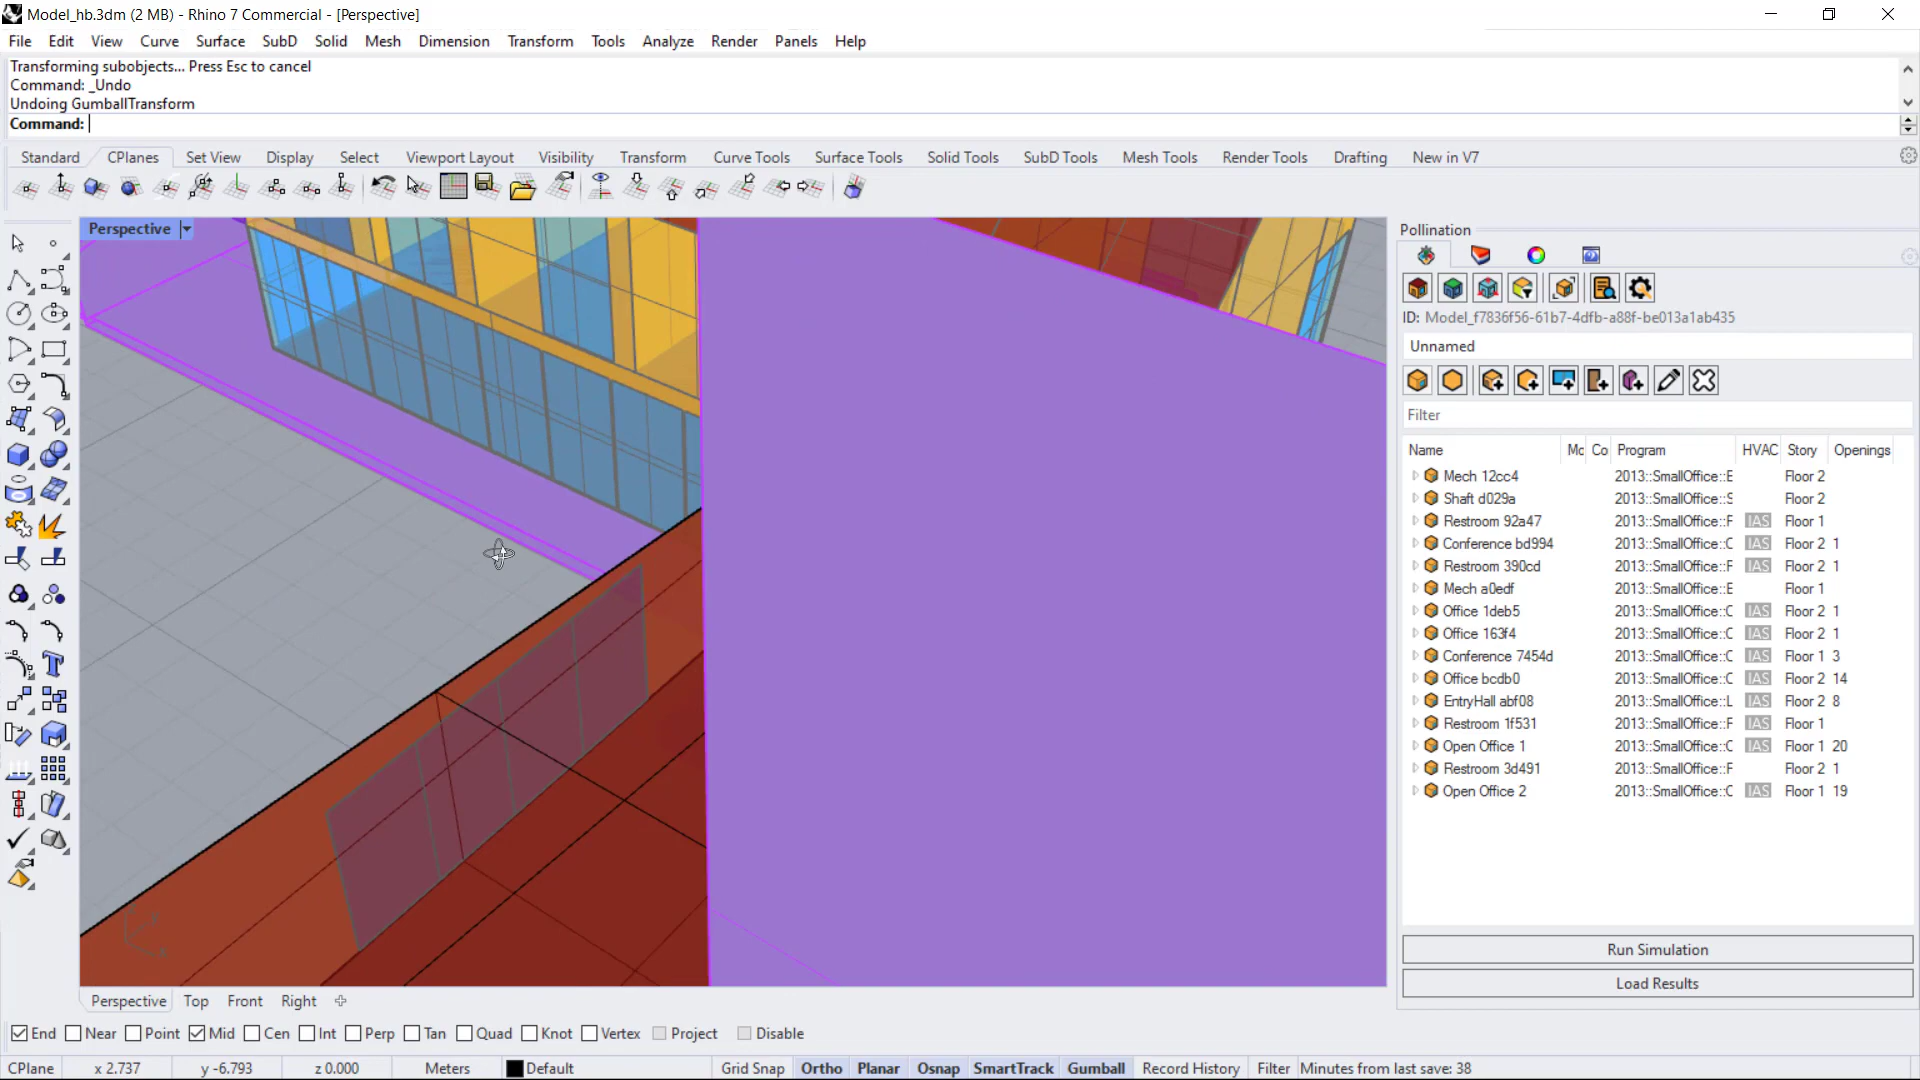 Model_hb.3dm (2 MB) - Rhino 7 Commercial - [Perspective]
File Edit View Curve Surface SubD Solid Mesh Dimension Transform Tools Analyze Render Panels Help
Transforming subobjects... Press Esc to cancel
Command: _Undo
Undoing GumballTransform
Command:
Standard CPlanes Set View Display Select Viewport Layout Visibility Transform Curve Tools Surface Tools Solid Tools SubD Tools Mesh Tools Render Tools Drafting New in V7
Perspective
Pollination
ID: Model_f7836f56-61b7-4dfb-a88f-be013a1ab435
Unnamed
Filter
Name Mc Co Program HVAC Story Openings
Mech 12cc4 2013::SmallOffice::E Floor 2
Shaft d029a 2013::SmallOffice::S Floor 2
Restroom 92a47 2013::SmallOffice::F IAS Floor 1
Conference bd994 2013::SmallOffice::C IAS Floor 2 1
Restroom 390cd 2013::SmallOffice::F IAS Floor 2 1
Mech a0edf 2013::SmallOffice::E Floor 1
Office 1deb5 2013::SmallOffice::C IAS Floor 2 1
Office 163f4 2013::SmallOffice::C IAS Floor 2 1
Conference 7454d 2013::SmallOffice::C IAS Floor 1 3
Office bcdb0 2013::SmallOffice::C IAS Floor 2 14
EntryHall abf08 2013::SmallOffice::L IAS Floor 2 8
Restroom 1f531 2013::SmallOffice::F IAS Floor 1
Open Office 1 2013::SmallOffice::C IAS Floor 1 20
Restroom 3d491 2013::SmallOffice::F Floor 2 1
Open Office 2 2013::SmallOffice::C IAS Floor 1 19
Run Simulation
Load Results
Perspective Top Front Right
End Near Point Mid Cen Int Perp Tan Quad Knot Vertex Project Disable
CPlane x 2.737 y -6.793 z 0.000 Meters Default Grid Snap Ortho Planar Osnap SmartTrack Gumball Record History Filter Minutes from last save: 38